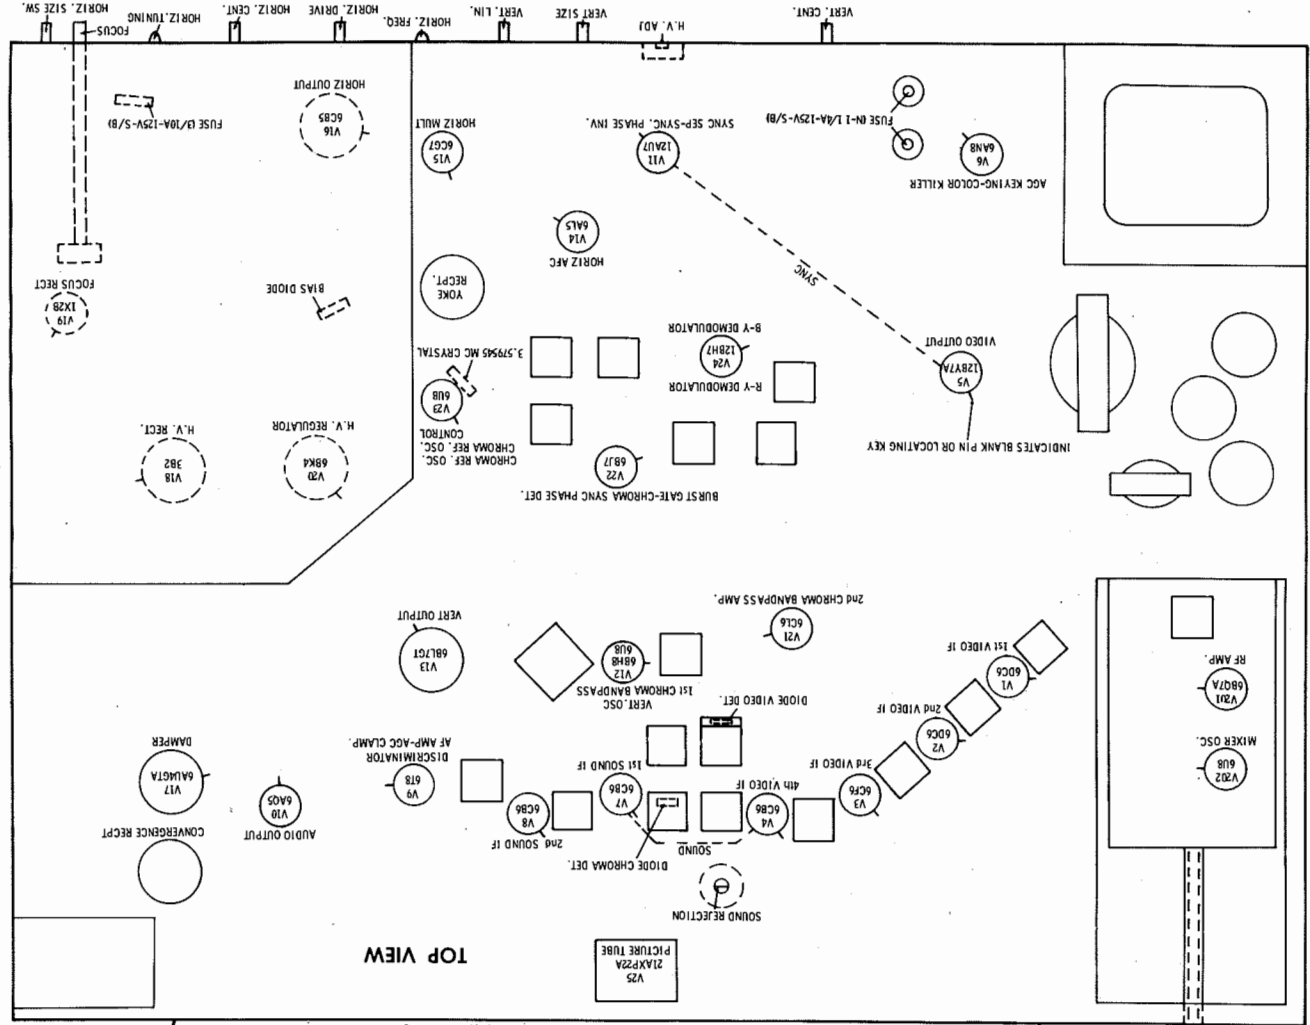 TOP VIEW
V25
21AXP22A
PICTURE TUBE
SOUND REJECTION
CONVERGENCE RECPT
V202
6U8
MIXER OSC.
V201
6BQ7A
RF AMP.
V1
6DC6
1st VIDEO IF
V2
6DC6
2nd VIDEO IF
V3
6CF6
3rd VIDEO IF
V4
6CB6
4th VIDEO IF
SOUND
DIODE CHROMA DET.
V7
6CB6
1st SOUND IF
2nd SOUND IF
V8
6CB6
V9
6T8
DISCRIMINATOR
AF AMP-AGC CLAMP.
AUDIO OUTPUT
V10
6AQ5
V17
6AU4GTA
DAMPER
DIODE VIDEO DET.
V21
6CL6
2nd CHROMA BANDPASS AMP.
VERT.OSC
1st CHROMA BANDPASS
V12
6BH8
6U8
V13
6BL7GT
VERT OUTPUT
INDICATES BLANK PIN OR LOCATING KEY
V5
12BY7A
VIDEO OUTPUT
SYNC
BURST GATE-CHROMA SYNC PHASE DET.
V22
6BJ7
CHROMA REF. OSC.
CHROMA REF. OSC.
CONTROL
V23
6U8
3.579545 MC CRYSTAL
R-Y DEMODULATOR
V24
12BH7
B-Y DEMODULATOR
V20
6BK4
H.V. REGULATOR
V18
3B2
H.V. RECT.
YOKE
RECPT.
BIAS DIODE
V19
1X2B
FOCUS RECT
HORIZ AFC
V14
6AL5
AGC KEYING-COLOR KILLER
V6
6AN8
FUSE (N-1 1/4A-125V-S/B)
V11
12AU7
SYNC SEP-SYNC. PHASE INV.
V15
6CG7
HORIZ MULT
V16
6CB5
HORIZ OUTPUT
FUSE (3/10A-125V-S/B)
VERT. CENT.
H.V. ADJ
VERT SIZE
VERT. LIN.
HORIZ. FREQ.
HORIZ. DRIVE
HORIZ. CENT.
HORIZ.TUNING
FOCUS
HORIZ. SIZE SW.